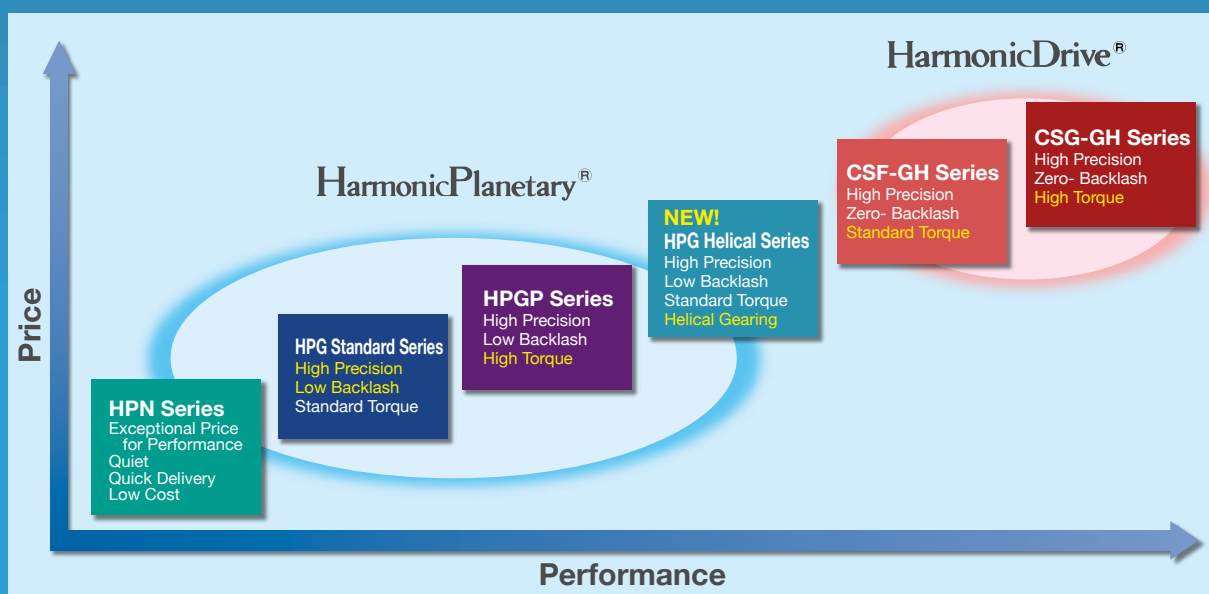 HarmonicDrive®
HarmonicPlanetary®
Price
HPN Series
Exceptional Price
for Performance
Quiet
Quick Delivery
Low Cost
HPG Standard Series
High Precision
Low Backlash
Standard Torque
HPGP Series
High Precision
Low Backlash
High Torque
NEW!
HPG Helical Series
High Precision
Low Backlash
Standard Torque
Helical Gearing
CSF-GH Series
High Precision
Zero- Backlash
Standard Torque
CSG-GH Series
High Precision
Zero- Backlash
High Torque
Performance